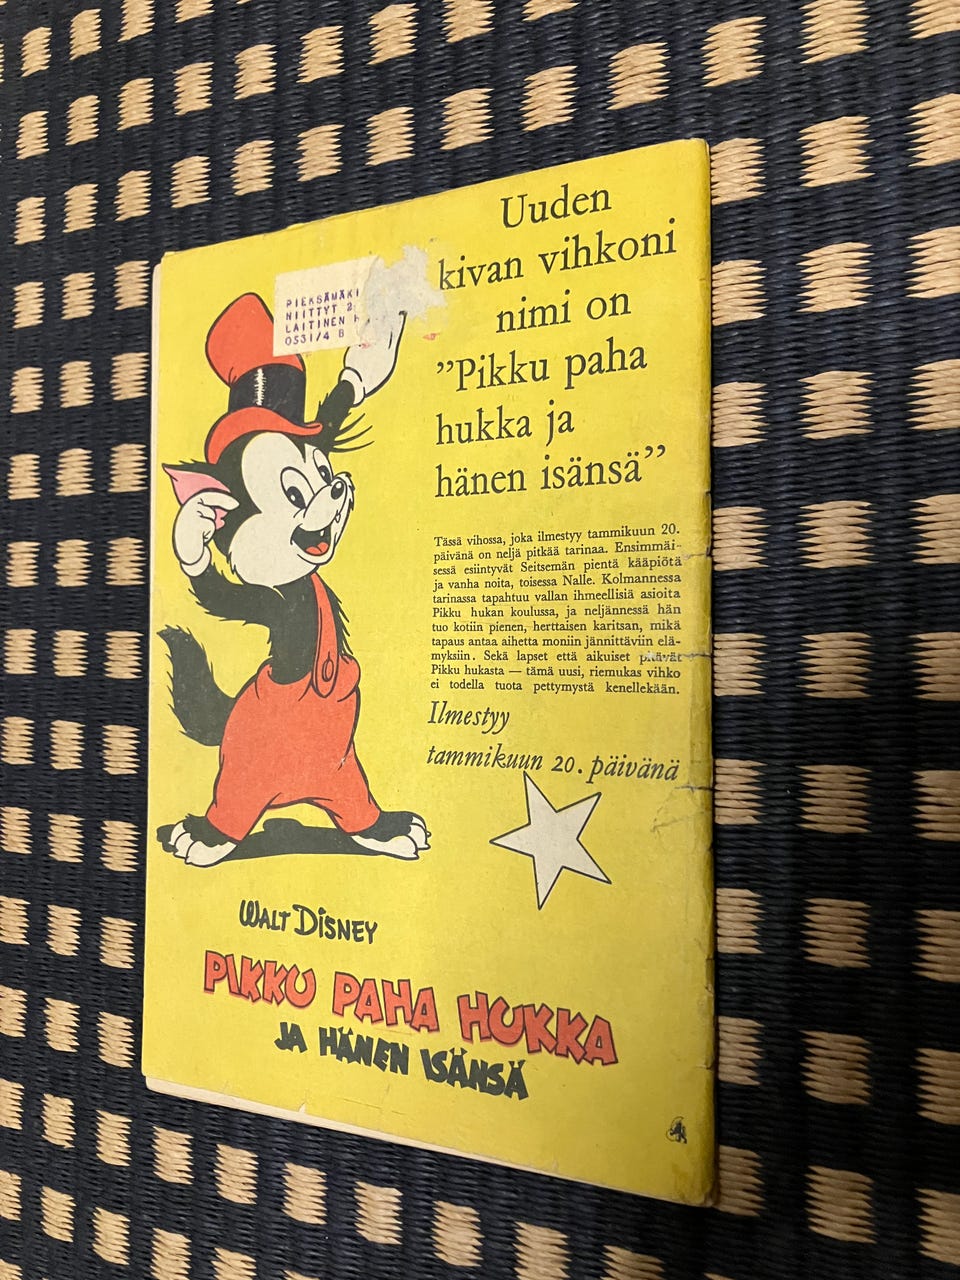 Uuden
kivan vihkoni
nimi on
”Pikku paha
hukka ja
hänen isänsä”
PIEKSÄMÄKI
NIITTYT 2
LAITINEN
0531/4 B
Tässä vihossa, joka ilmestyy tammikuun 20.
päivänä on neljä pitkää tarinaa. Ensimmäi-
sessä esiintyvät Seitsemän pientä kääpiötä
ja vanha noita, toisessa Nalle. Kolmannessa
tarinassa tapahtuu vallan ihmeellisiä asioita
Pikku hukan koulussa, ja neljännessä hän
tuo kotiin pienen, herttaisen karitsan, mikä
tapaus antaa aihetta moniin jännittäviin elä-
myksiin. Sekä lapset että aikuiset pitävät
Pikku hukasta — tämä uusi, riemukas vihko
ei todella tuota pettymystä kenellekään.
Ilmestyy
tammikuun 20. päivänä
WALT DISNEY
PIKKU PAHA HUKKA
JA HÄNEN ISÄNSÄ